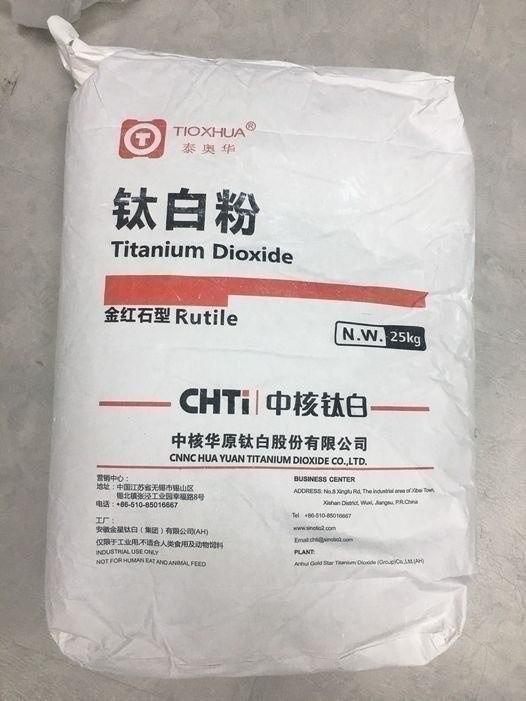 TIOXHUA®
泰奥华
钛白粉
Titanium Dioxide
金红石型 Rutile
N.W. 25kg
CHTi 中核钛白
中核华原钛白股份有限公司
CNNC HUA YUAN TITANIUM DIOXIDE CO.,LTD.
营销中心：
地址：中国江苏省无锡市锡山区
锡北镇张泾工业园幸福路8号
电话：+86-510-85016667
工厂：
安徽金星钛白（集团）有限公司(AH)
仅限于工业用,不适合人类食用及动物饲料
INDUSTRIAL USE ONLY
NOT FOR HUMAN EAT AND ANIMAL FEED
BUSINESS CENTER
ADDRESS: No.8 Xingfu Rd, The industrial area of Xibei Town,
Xishan District, Wuxi, Jiangsu, P.R.China
Tel : +86-510-85016667
www.sinotio2.com
Email:chti@sinotio2.com
PLANT:
Anhui Gold Star Titanium Dioxide (Group)Co.,Ltd.(AH)